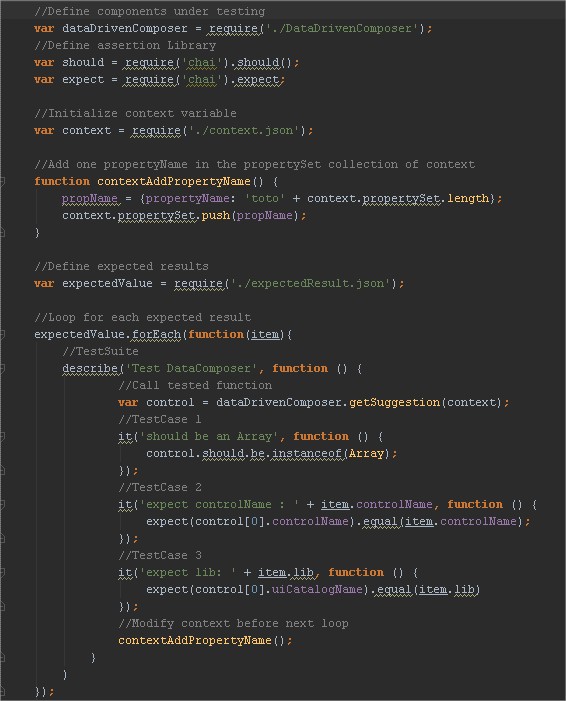 //Define components under testing
var dataDrivenComposer = require('./DataDrivenComposer');
//Define assertion Library
var should = require('chai').should();
var expect = require('chai').expect;

//Initialize context variable
var context = require('./context.json');

//Add one propertyName in the propertySet collection of context
function contextAddPropertyName() {
    propName = {propertyName: 'toto' + context.propertySet.length};
    context.propertySet.push(propName);
}

//Define expected results
var expectedValue = require('./expectedResult.json');

//Loop for each expected result
expectedValue.forEach(function(item){
    //TestSuite
    describe('Test DataComposer', function () {
            //Call tested function
            var control = dataDrivenComposer.getSuggestion(context);
            //TestCase 1
            it('should be an Array', function () {
                control.should.be.instanceof(Array);
            });
            //TestCase 2
            it('expect controlName : ' + item.controlName, function () {
                expect(control[0].controlName).equal(item.controlName);
            });
            //TestCase 3
            it('expect lib: ' + item.lib, function () {
                expect(control[0].uiCatalogName).equal(item.lib)
            });
            //Modify context before next loop
            contextAddPropertyName();
        }
    )
});